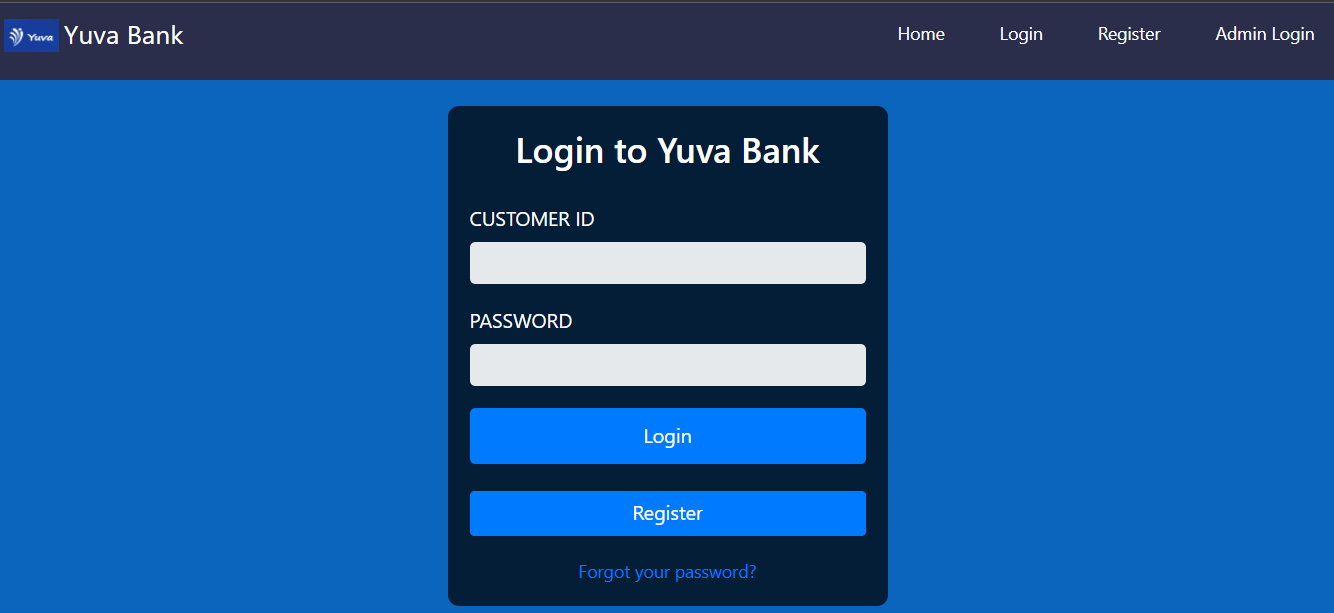 Yuva Yuva Bank Home Login Register Admin Login
Login to Yuva Bank
CUSTOMER ID
PASSWORD
Login
Register
Forgot your password?